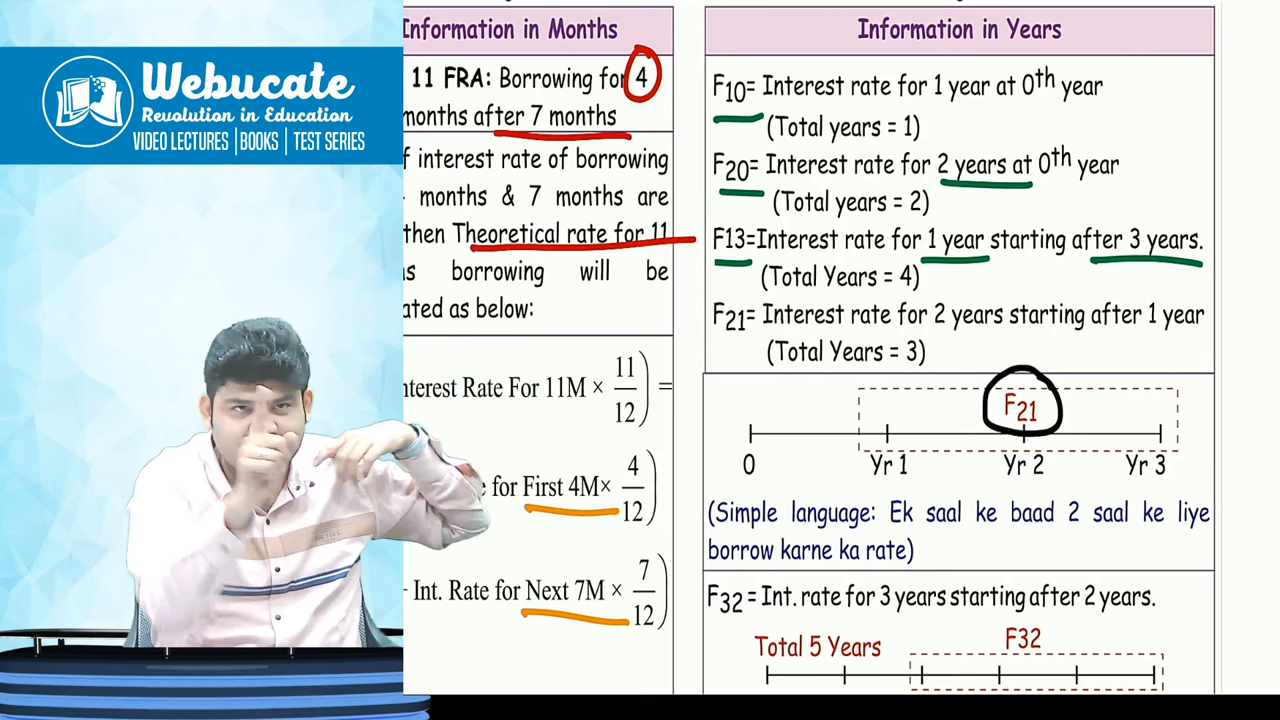 Webucate
Revolution in Education
VIDEO LECTURES | BOOKS | TEST SERIES
Information in Months
11 FRA: Borrowing for 4
months after 7 months
interest rate of borrowing
months & 7 months are
then Theoretical rate for 11
borrowing will be
as below:
Rate For 11M × 11/12) =
for First 4M× 4/12)
Int. Rate for Next 7M × 7/12)
Information in Years
F10= Interest rate for 1 year at 0th year
(Total years = 1)
F20= Interest rate for 2 years at 0th year
(Total years = 2)
F13=Interest rate for 1 year starting after 3 years.
(Total Years = 4)
F21= Interest rate for 2 years starting after 1 year
(Total Years = 3)
F21
0 Yr 1 Yr 2 Yr 3
(Simple language: Ek saal ke baad 2 saal ke liye
borrow karne ka rate)
F32 = Int. rate for 3 years starting after 2 years.
Total 5 Years F32